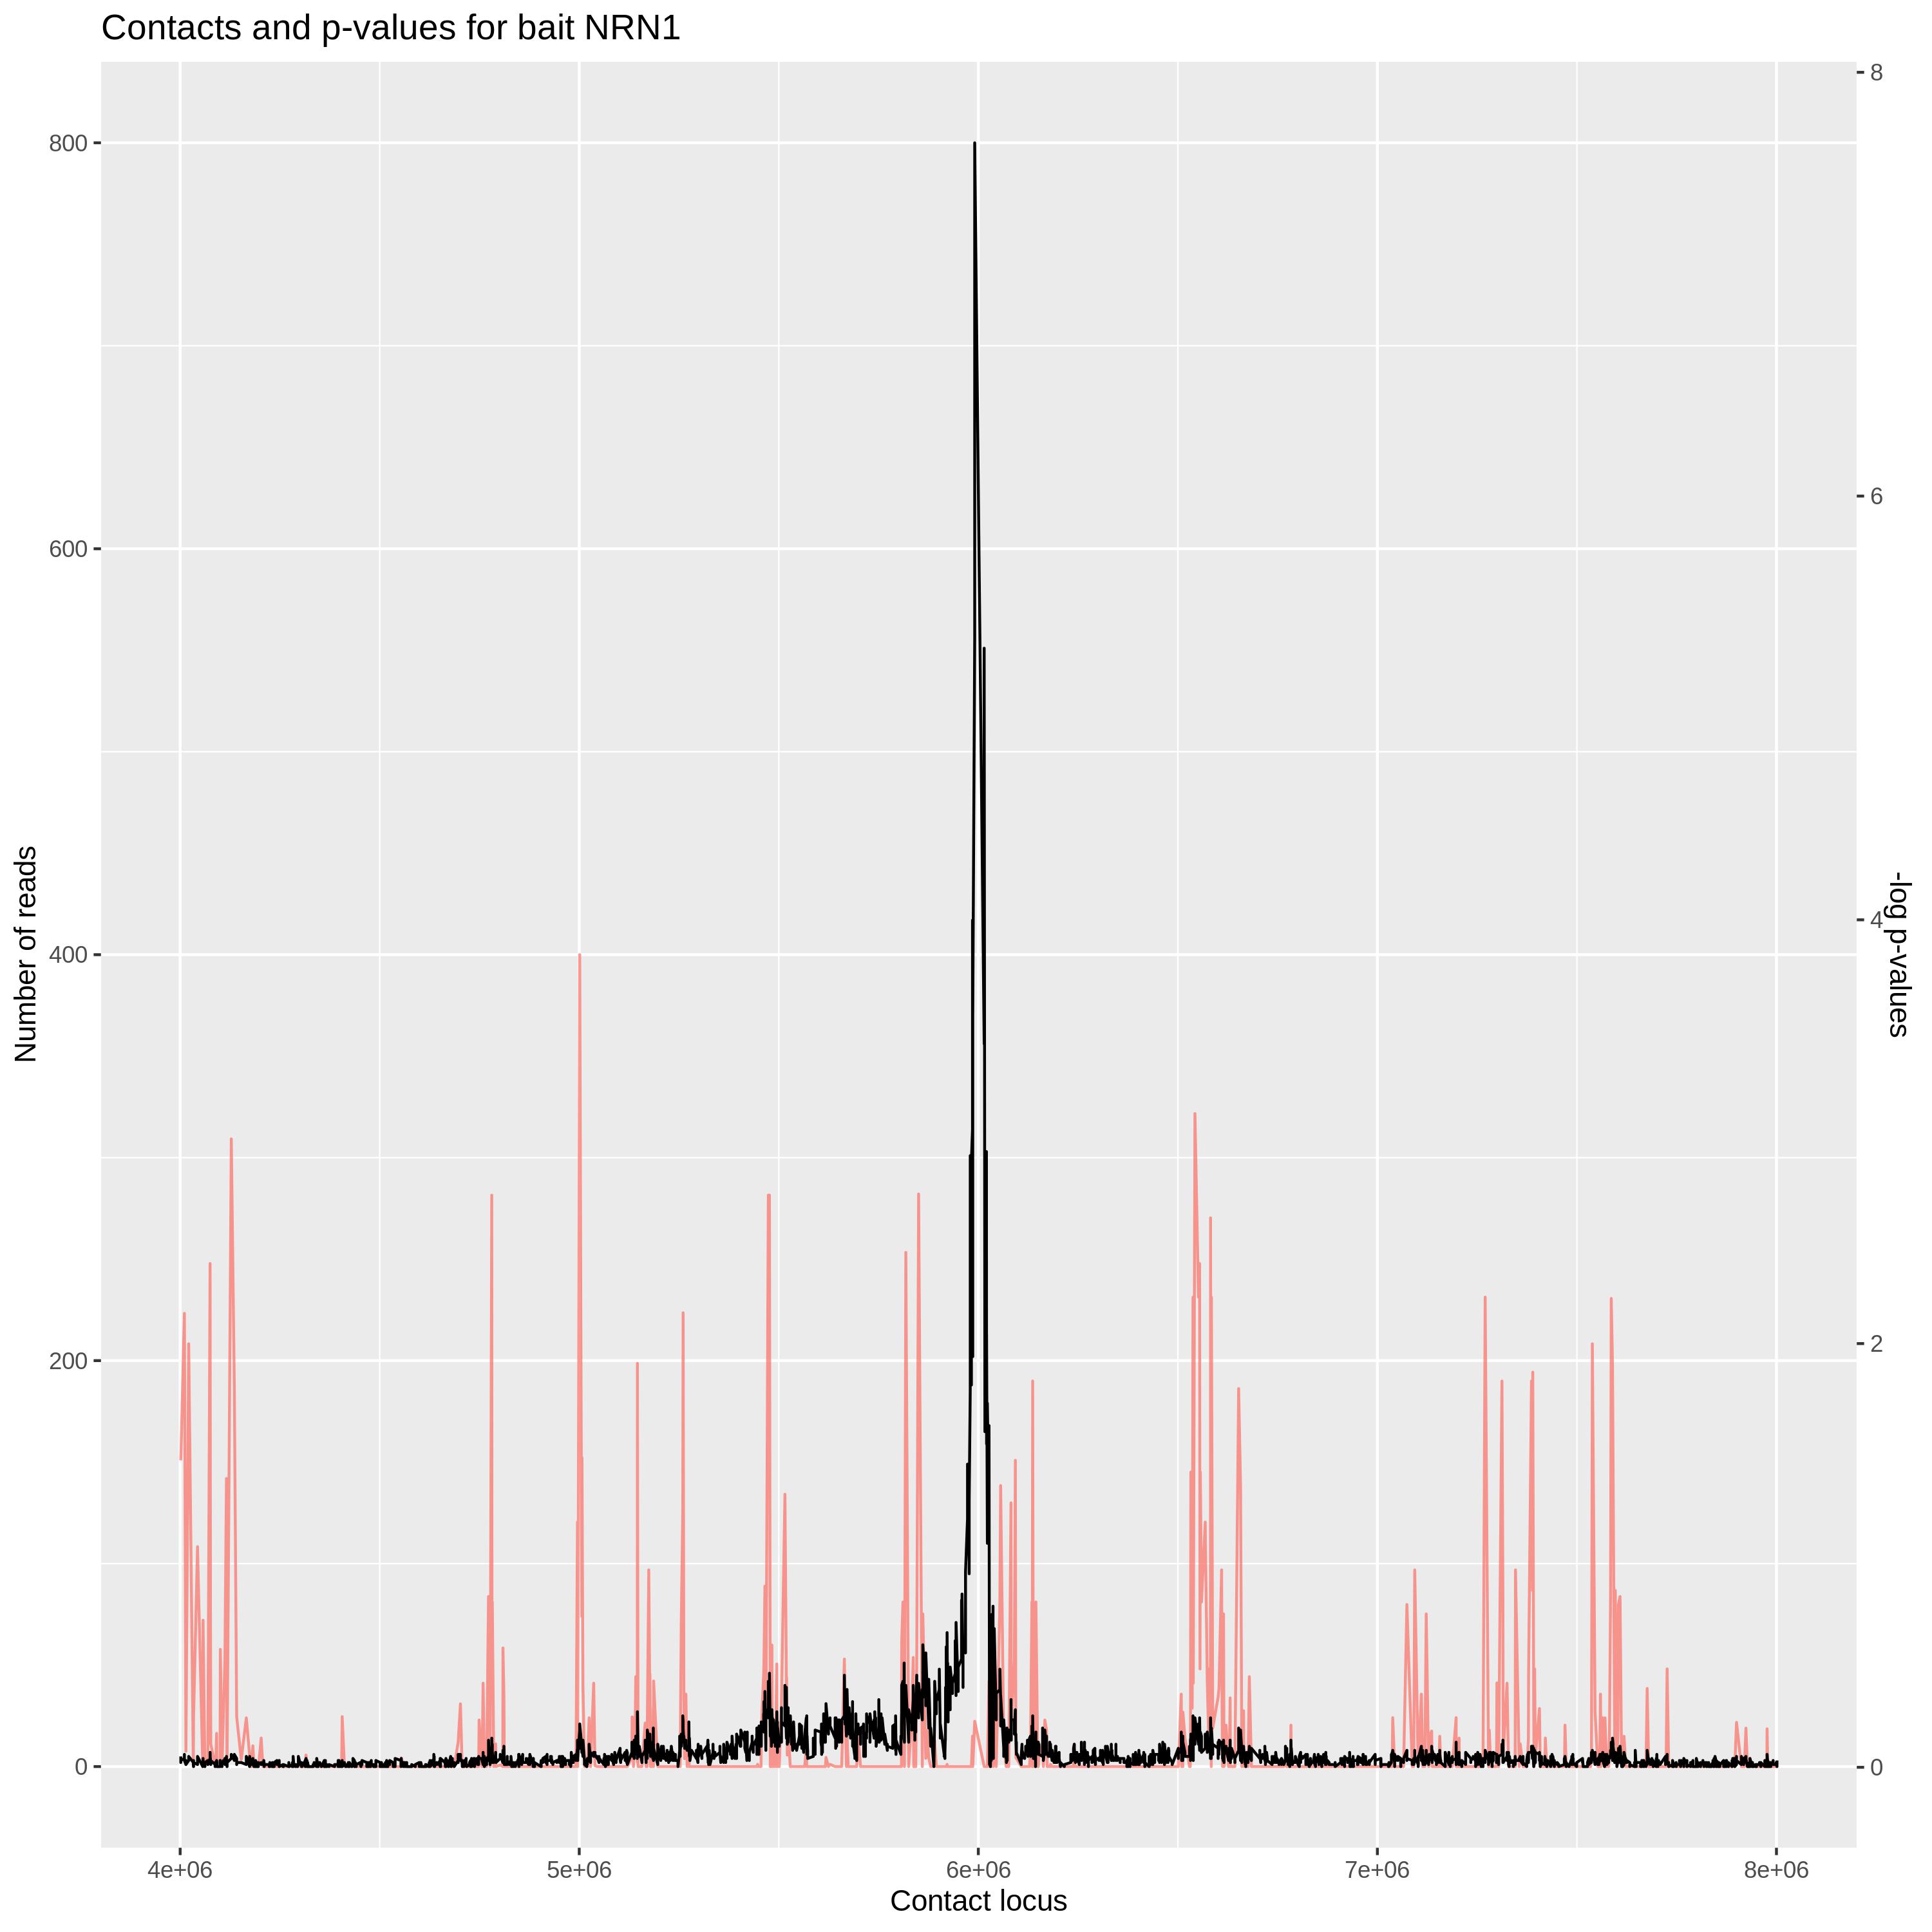 Contacts and p-values for bait NRN1
800
600
400
200
0
Number of reads
8
6
4
2
0
-log p-values
4e+06
5e+06
6e+06
7e+06
8e+06
Contact locus